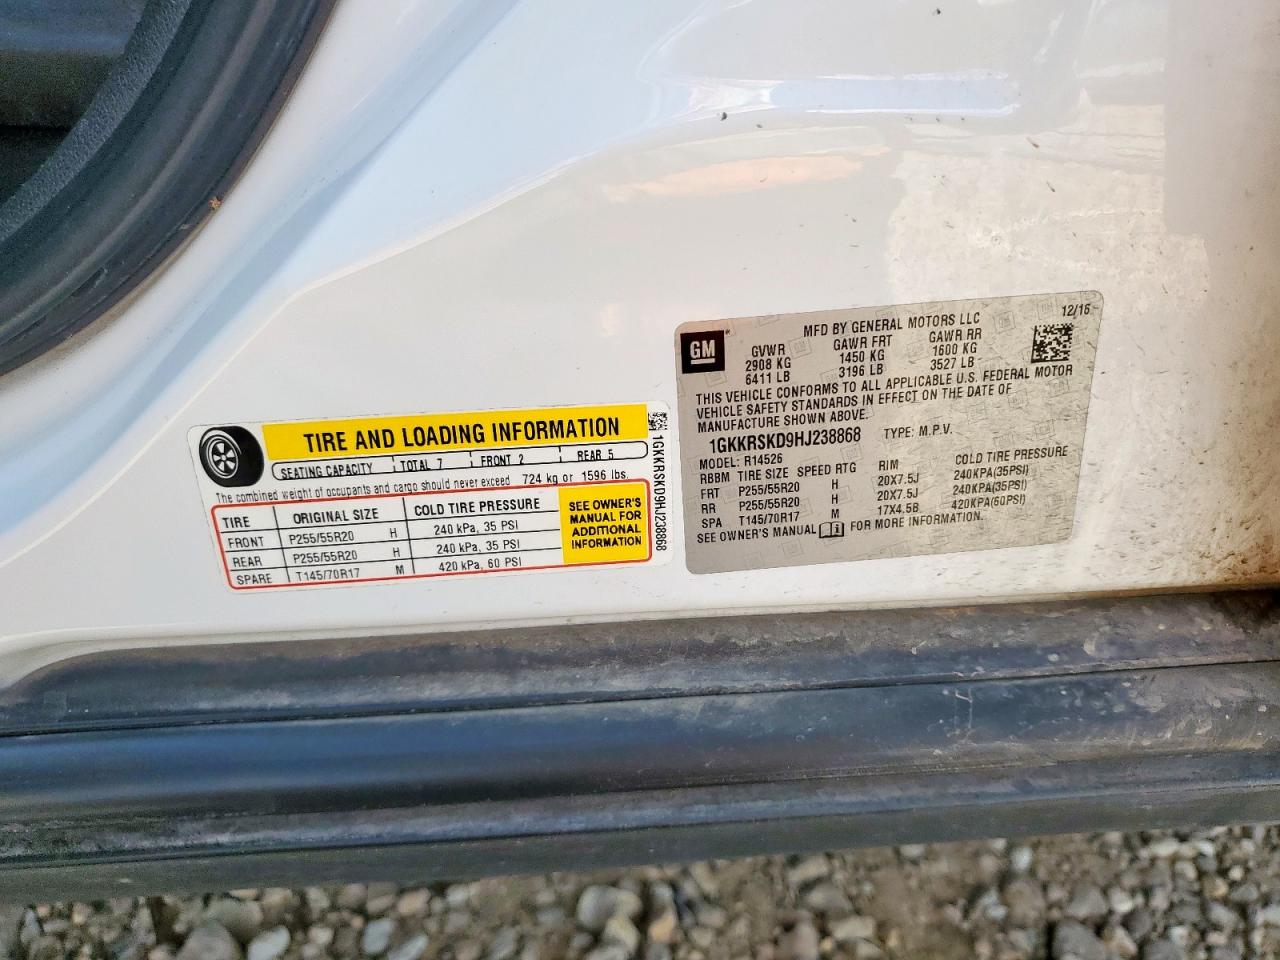 TIRE AND LOADING INFORMATION
SEATING CAPACITY TOTAL 7 FRONT 2 REAR 5
The combined weight of occupants and cargo should never exceed 724 kg or 1596 lbs.
TIRE ORIGINAL SIZE COLD TIRE PRESSURE
FRONT P255/55R20 H 240 kPa, 35 PSI
REAR P255/55R20 H 240 kPa, 35 PSI
SPARE T145/70R17 M 420 kPa, 60 PSI
SEE OWNER'S
MANUAL FOR
ADDITIONAL
INFORMATION
1GKKRSKD9HJ238868
GM
MFD BY GENERAL MOTORS LLC 12/16
GVWR GAWR FRT GAWR RR
2908 KG 1450 KG 1600 KG
6411 LB 3196 LB 3527 LB
THIS VEHICLE CONFORMS TO ALL APPLICABLE U.S. FEDERAL MOTOR
VEHICLE SAFETY STANDARDS IN EFFECT ON THE DATE OF
MANUFACTURE SHOWN ABOVE.
1GKKRSKD9HJ238868 TYPE: M.P.V.
MODEL: R14526
RBBM TIRE SIZE SPEED RTG RIM COLD TIRE PRESSURE
FRT P255/55R20 H 20X7.5J 240KPA(35PSI)
RR P255/55R20 H 20X7.5J 240KPA(35PSI)
SPA T145/70R17 M 17X4.5B 420KPA(60PSI)
SEE OWNER'S MANUAL i FOR MORE INFORMATION.